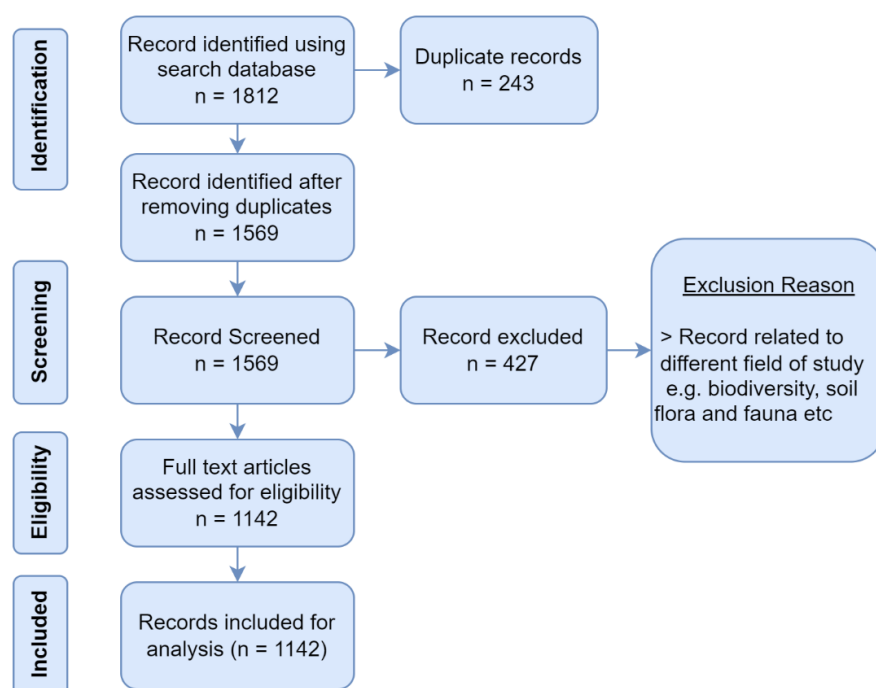 Identification
Record identified using
search database
n = 1812
Duplicate records
n = 243
Record identified after
removing duplicates
n = 1569
Screening
Record Screened
n = 1569
Record excluded
n = 427
Exclusion Reason
> Record related to
different field of study
e.g. biodiversity, soil
flora and fauna etc
Eligibility
Full text articles
assessed for eligibility
n = 1142
Included
Records included for
analysis (n = 1142)